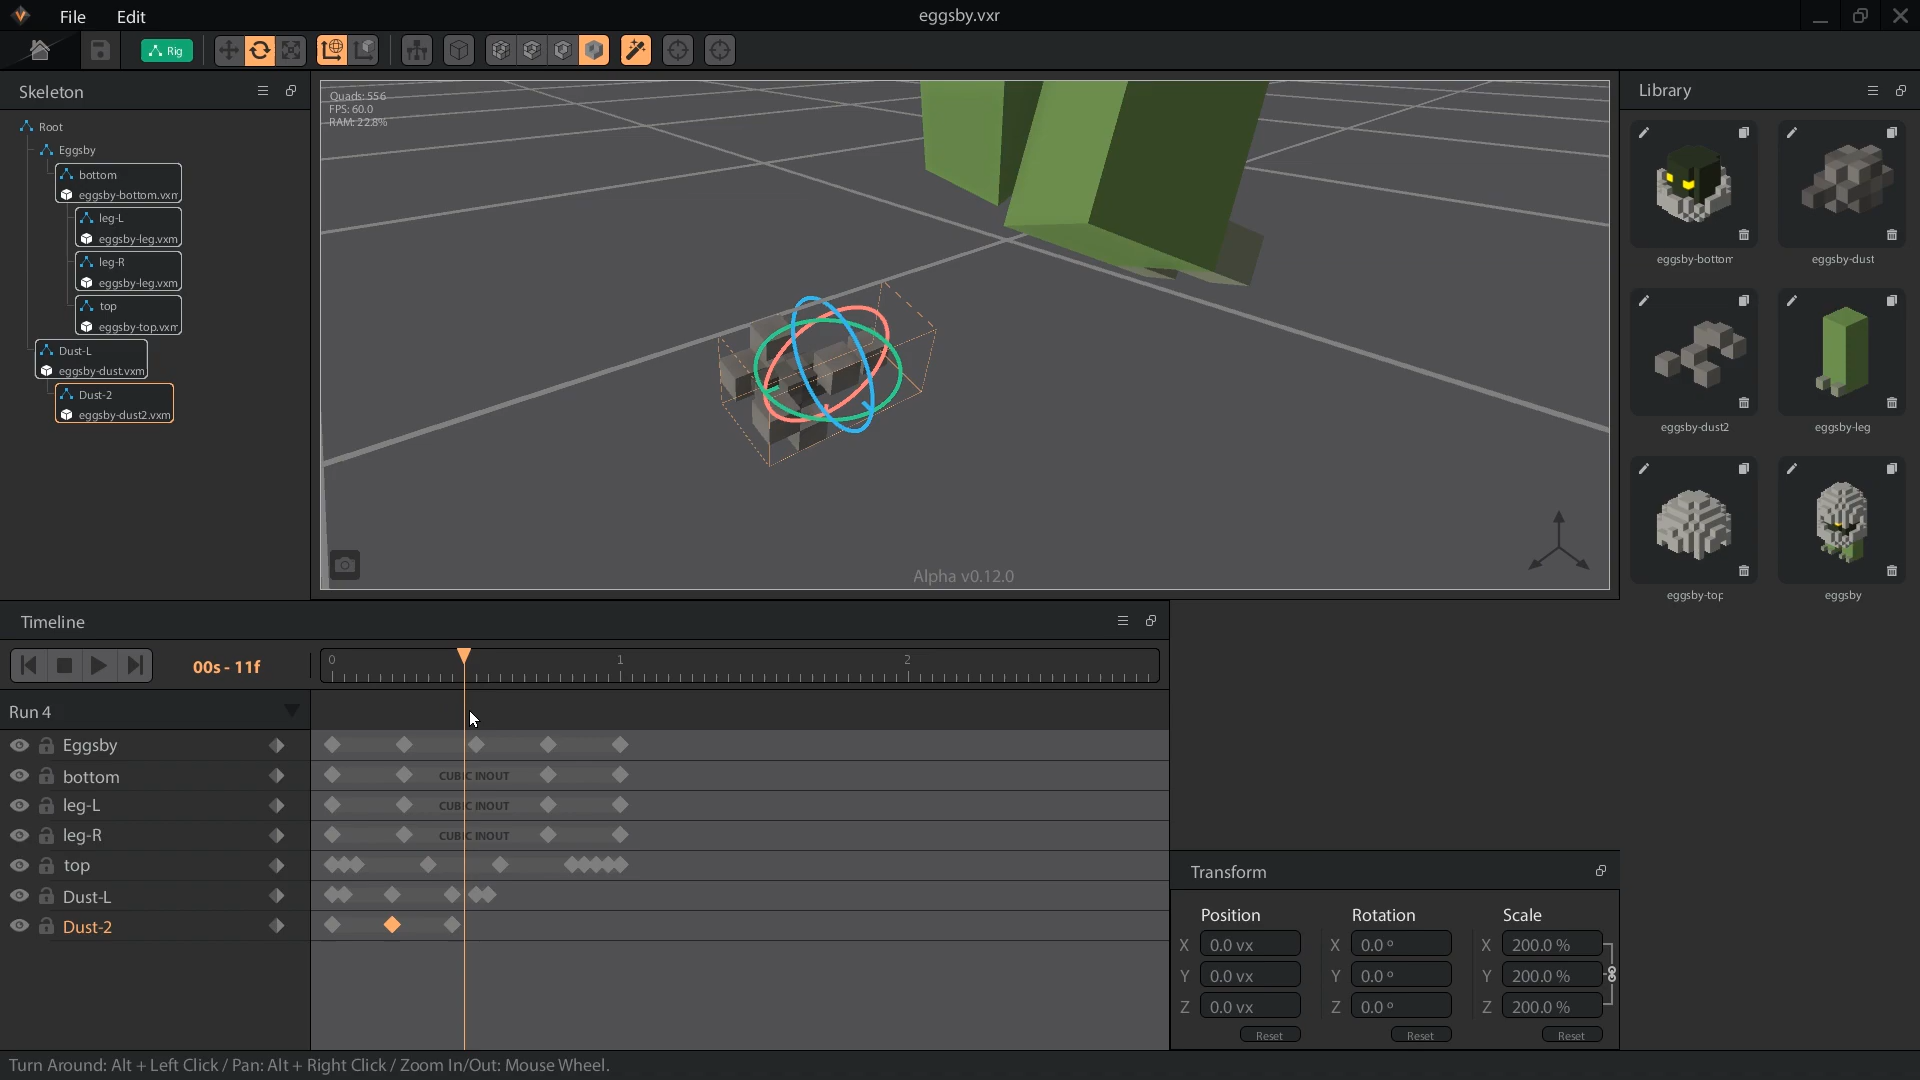 File Edit eggsby.vxr
Rig
Skeleton
Root
Eggsby
bottom
eggsby-bottom.vxm
leg-L
eggsby-leg.vxm
leg-R
eggsby-leg.vxm
top
eggsby-top.vxm
Dust-L
eggsby-dust.vxm
Dust-2
eggsby-dust2.vxm
Quads: 556
FPS: 60.0
RAM: 22.8%
Alpha v0.12.0
Library
eggsby-bottom eggsby-dust
eggsby-dust2 eggsby-leg
eggsby-top eggsby
Timeline
00s - 11f 0 1 2
Run 4
Eggsby
bottom CUBIC INOUT
leg-L CUBIC INOUT
leg-R CUBIC INOUT
top
Dust-L
Dust-2
Transform
Position Rotation Scale
X 0.0 vx X 0.0 º X 200.0 %
Y 0.0 vx Y 0.0 º Y 200.0 %
Z 0.0 vx Z 0.0 º Z 200.0 %
Reset Reset Reset
Turn Around: Alt + Left Click / Pan: Alt + Right Click / Zoom In/Out: Mouse Wheel.